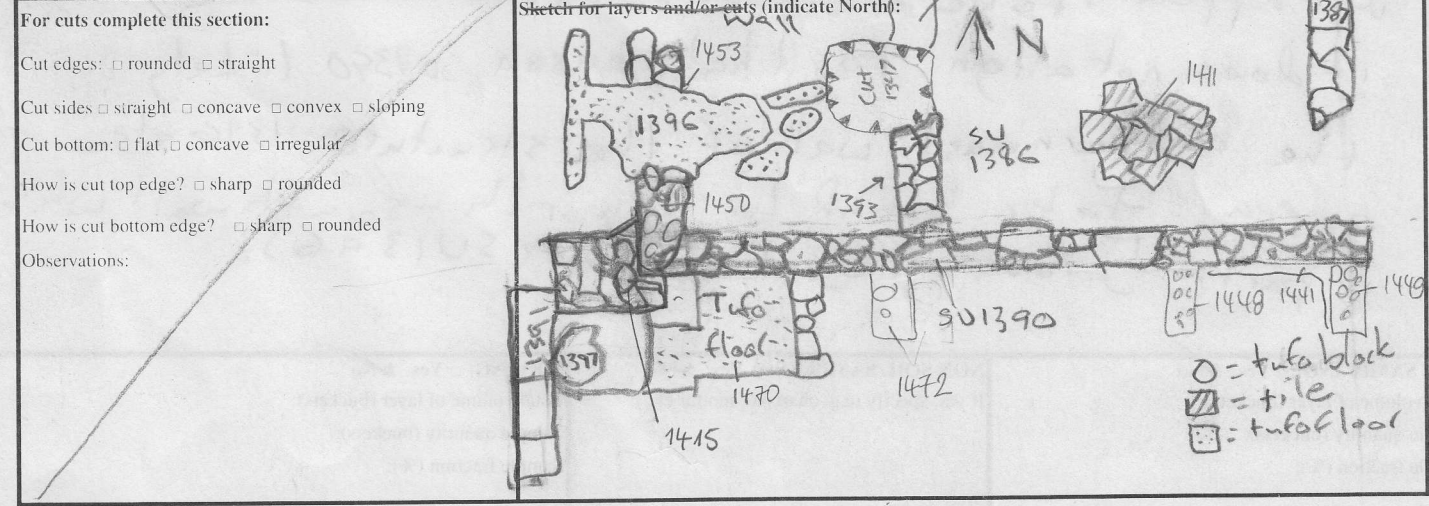 For cuts complete this section:
Cut edges: □ rounded □ straight
Cut sides □ straight □ concave □ convex □ sloping
Cut bottom: □ flat □ concave □ irregular
How is cut top edge? □ sharp □ rounded
How is cut bottom edge? □ sharp □ rounded
Observations:
Sketch for layers and/or cuts (indicate North):
Wall
N
1387
1453
1396
Cut
1441
SU
1386
1393
1450
SU1390
1448
1441
1449
1391
1397
Tufo
floor
1470
1472
1415
= tufo block
= tile
= tufo floor